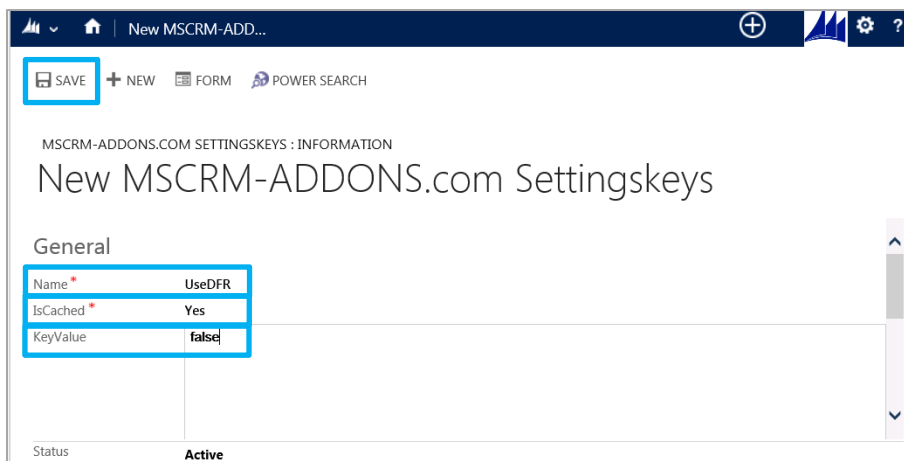 New MSCRM-ADD... ?
SAVE NEW FORM POWER SEARCH
MSCRM-ADDONS.COM SETTINGSKEYS : INFORMATION
New MSCRM-ADDONS.com Settingskeys
General
Name * UseDFR
IsCached * Yes
KeyValue false
Status Active